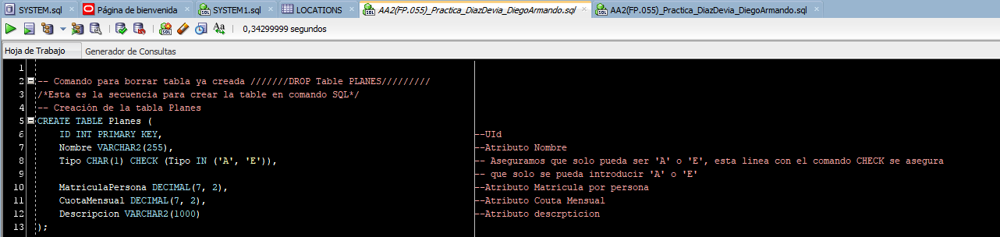 SYSTEM.sql Página de bienvenida SYSTEM1.sql LOCATIONS AA2(FP.055)_Practica_DiazDevia_DiegoArmando.sql AA2(FP.055)_Practica_DiazDevia_DiegoArmando.sql
SQL 0,34299999 segundos
Hoja de Trabajo Generador de Consultas
1
2 -- Comando para borrar tabla ya creada ///////DROP Table PLANES/////////
3 /*Esta es la secuencia para crear la table en comando SQL*/
4 -- Creación de la tabla Planes
5 CREATE TABLE Planes (
6 ID INT PRIMARY KEY, --UId
7 Nombre VARCHAR2(255), --Atributo Nombre
8 Tipo CHAR(1) CHECK (Tipo IN ('A', 'E')), -- Aseguramos que solo pueda ser 'A' o 'E', esta linea con el comando CHECK se asegura
9 -- que solo se pueda introducir 'A' o 'E'
10 MatriculaPersona DECIMAL(7, 2), --Atributo Matricula por persona
11 CuotaMensual DECIMAL(7, 2), --Atributo Couta Mensual
12 Descripcion VARCHAR2(1000) --Atributo descrpticion
13 );